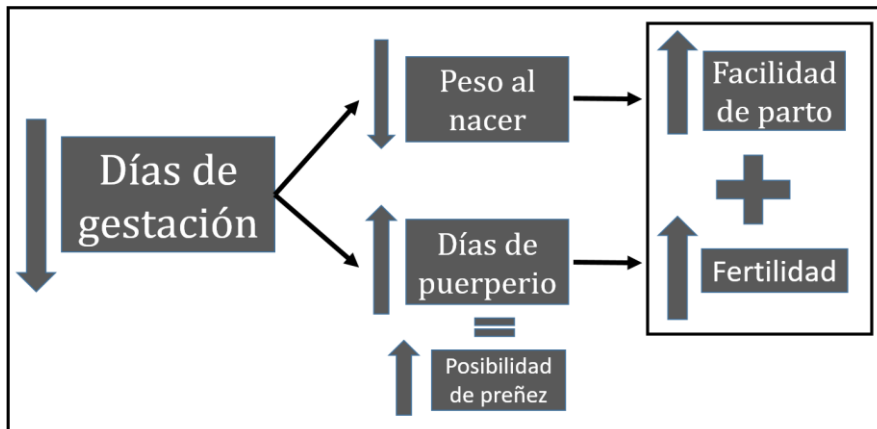 Días de
gestación
Peso al
nacer
Días de
puerperio
Posibilidad
de preñez
Facilidad
de parto
Fertilidad